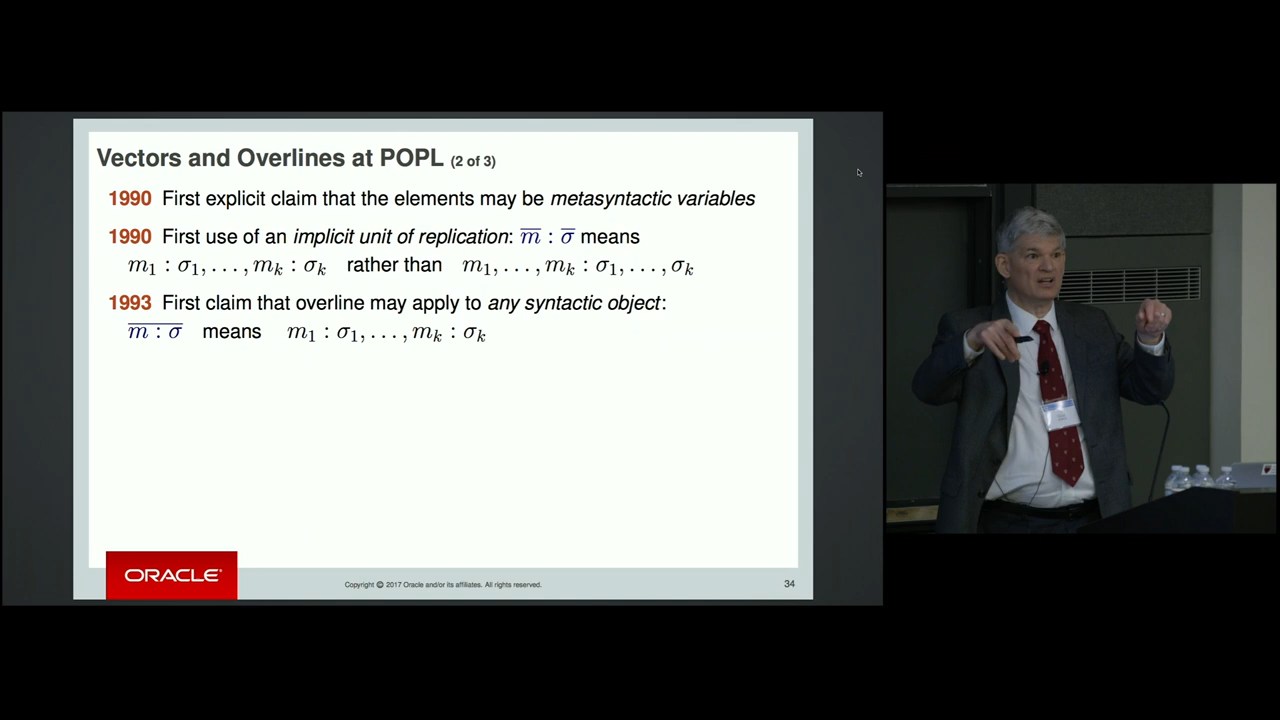 Vectors and Overlines at POPL (2 of 3)
1990 First explicit claim that the elements may be metasyntactic variables
1990 First use of an implicit unit of replication: m̅ : σ̅ means
m₁ : σ₁, . . . , mₖ : σₖ rather than m₁, . . . , mₖ : σ₁, . . . , σₖ
1993 First claim that overline may apply to any syntactic object:
m̅ ̅:̅ ̅σ̅ means m₁ : σ₁, . . . , mₖ : σₖ
ORACLE®
Copyright © 2017 Oracle and/or its affiliates. All rights reserved.
34